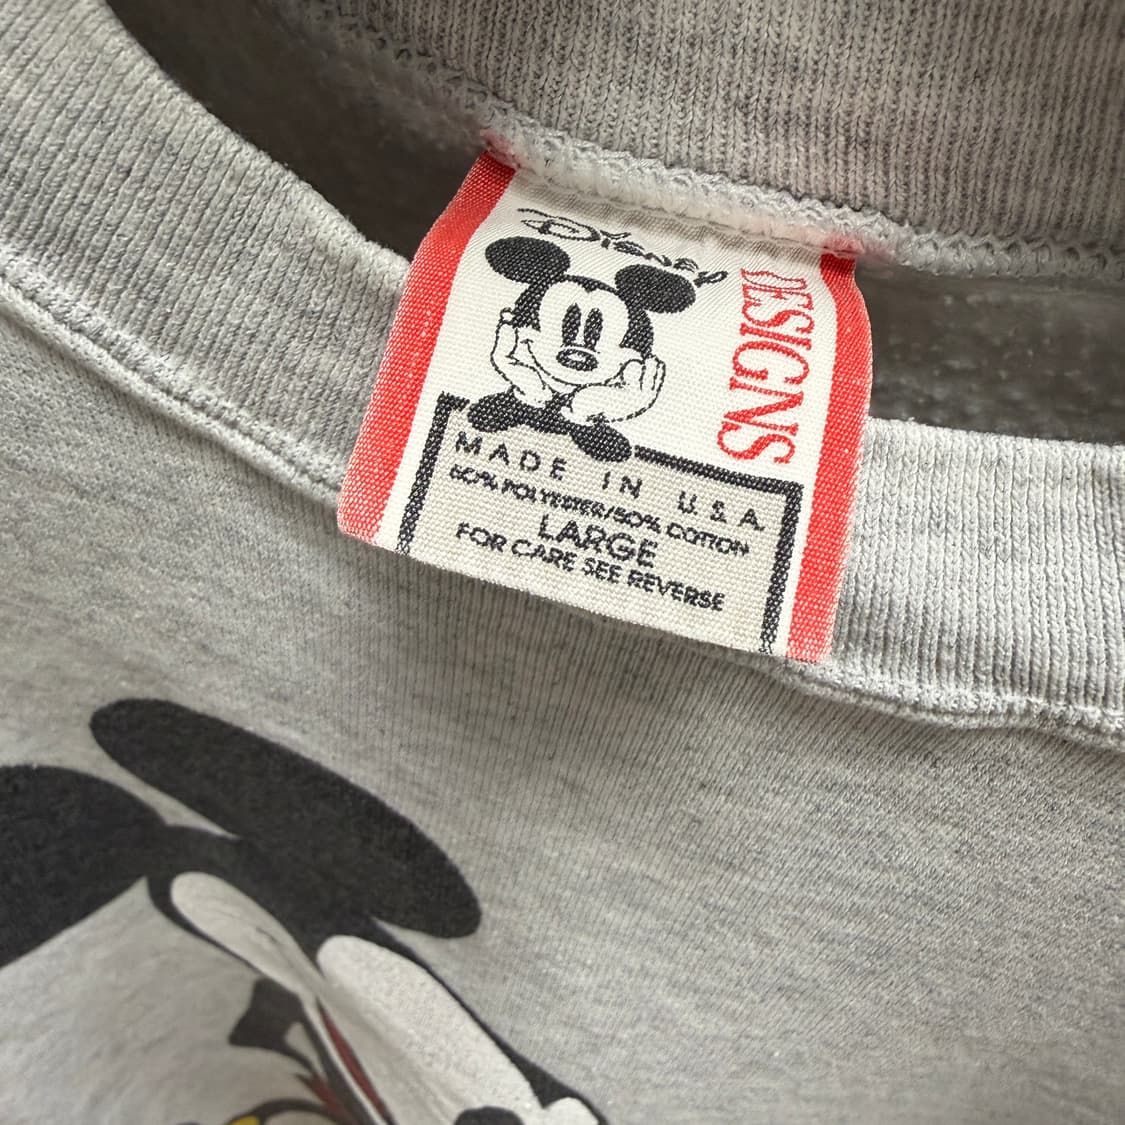 Disney
DESIGNS
MADE IN U.S.A.
50% POLYESTER/50% COTTON
LARGE
FOR CARE SEE REVERSE